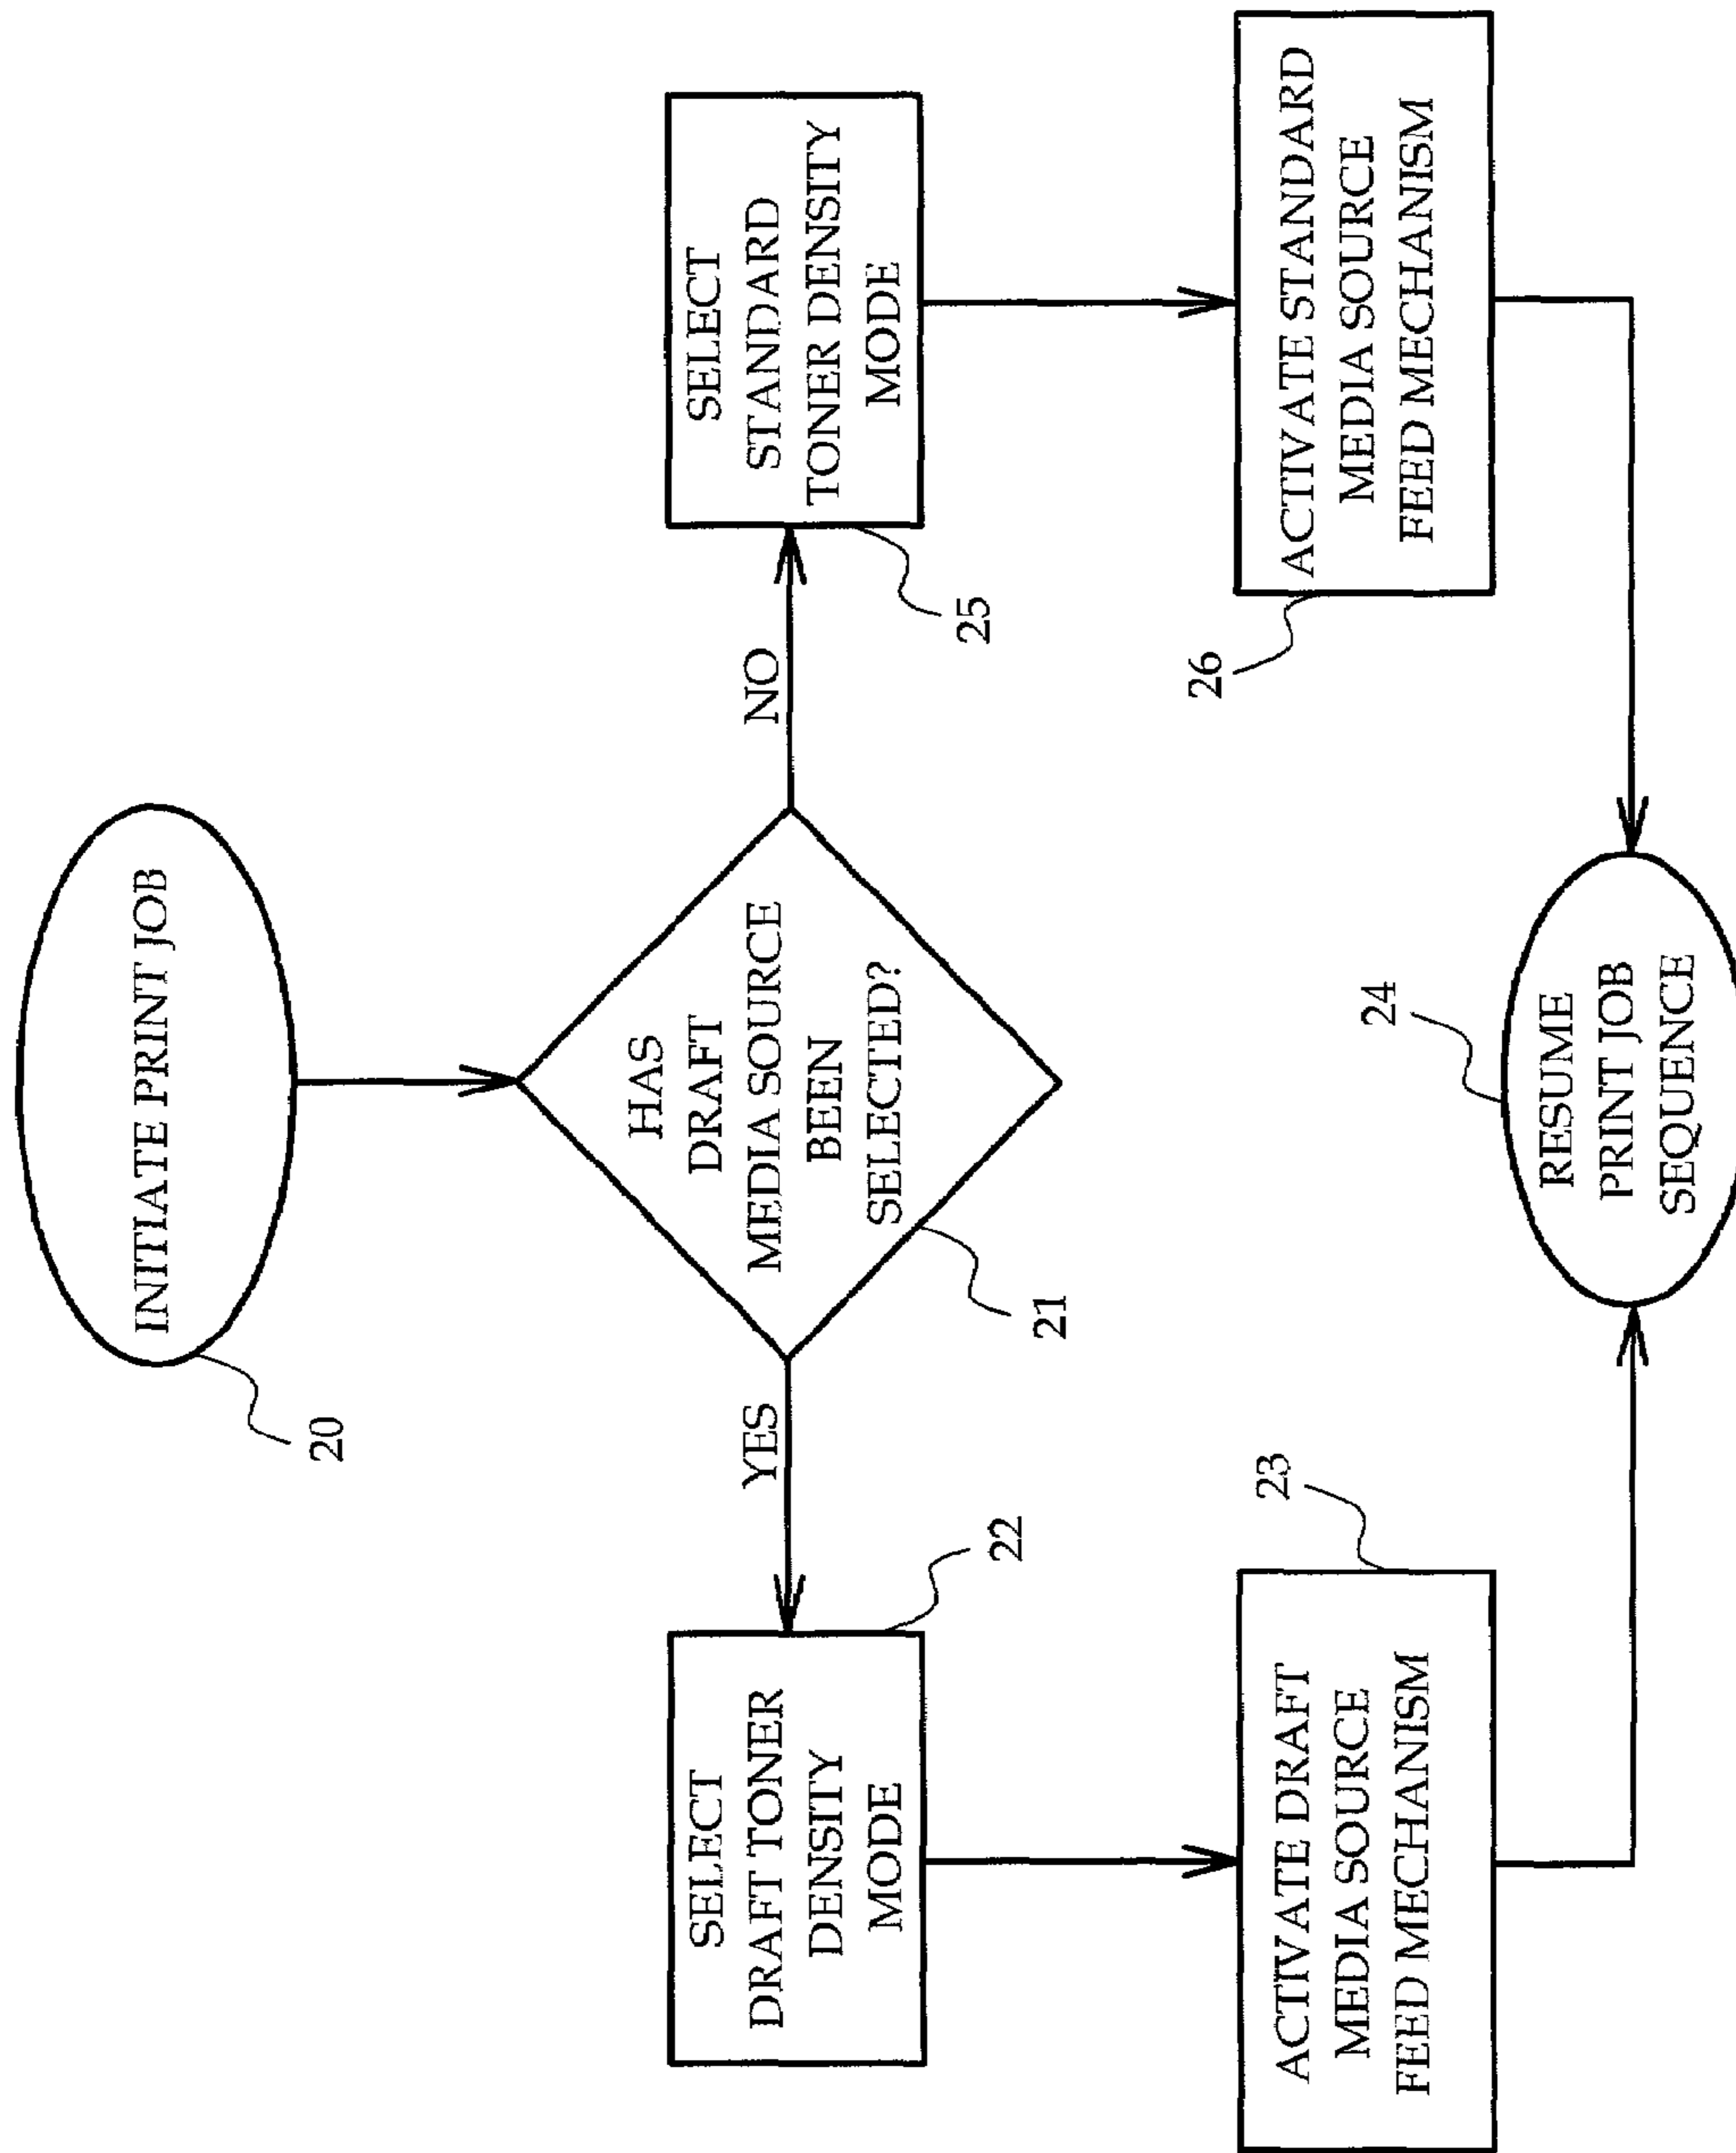 INITIATE PRINT JOB
20
HAS
DRAFT
MEDIA SOURCE
BEEN
SELECTED?
21
YES
NO
SELECT
DRAFT TONER
DENSITY
MODE
22
SELECT
STANDARD
TONER DENSITY
MODE
25
ACTIVATE DRAFT
MEDIA SOURCE
FEED MECHANISM
23
ACTIVATE STANDARD
MEDIA SOURCE
FEED MECHANISM
26
RESUME
PRINT JOB
SEQUENCE
24